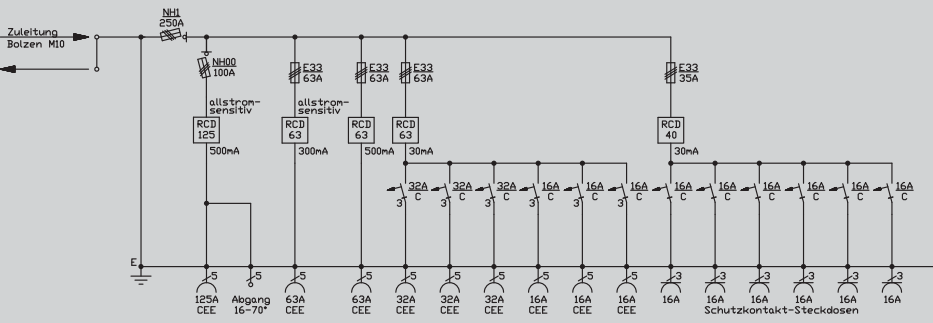 NH1
250A
Zuleitung
Bolzen M10
NH00
100A
E33
63A
E33
63A
E33
63A
E33
35A
allstrom-
sensitiv
allstrom-
sensitiv
RCD
125
500mA
RCD
63
300mA
RCD
63
500mA
RCD
63
30mA
RCD
40
30mA
32A
C
3
32A
C
3
32A
C
3
16A
C
3
16A
C
3
16A
C
3
16A
C
16A
C
16A
C
16A
C
16A
C
16A
C
E
5
5
5
5
5
5
5
5
5
5
3
3
3
3
3
125A
CEE
Abgang
16-70°
63A
CEE
63A
CEE
32A
CEE
32A
CEE
32A
CEE
16A
CEE
16A
CEE
16A
CEE
16A
16A
16A
16A
16A
16A
Schutzkontakt-Steckdosen